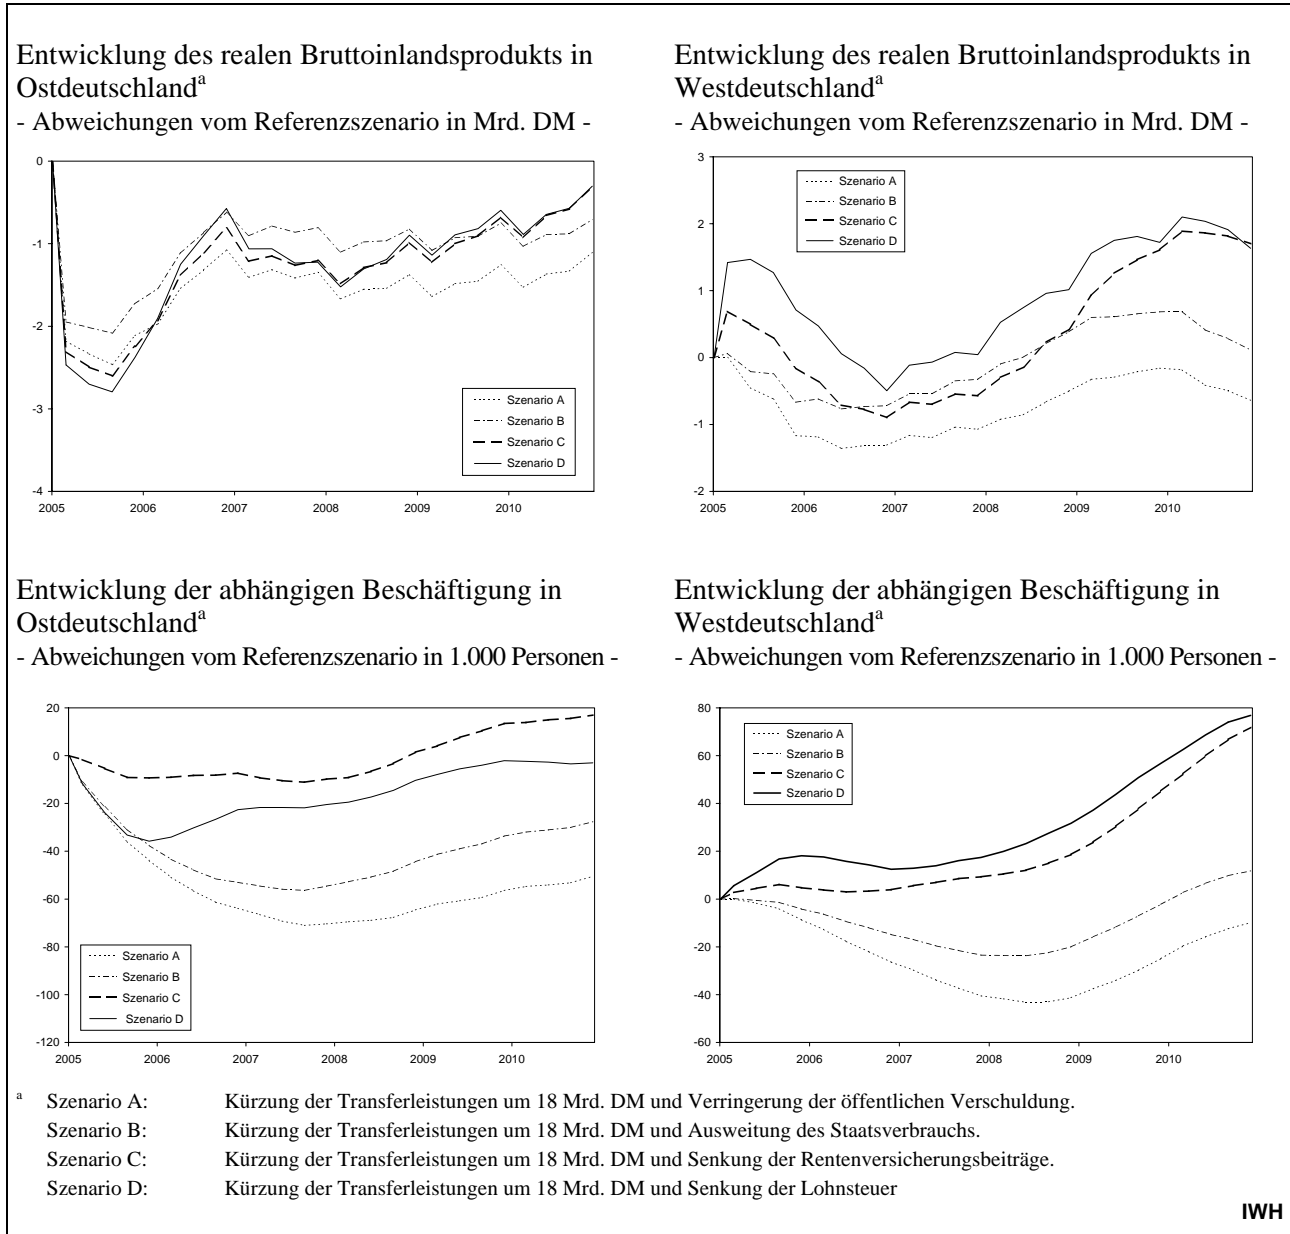 Entwicklung des realen Bruttoinlandsprodukts in
Ostdeutschlandª
- Abweichungen vom Referenzszenario in Mrd. DM -
0
-1
-2
-3
-4
2005 2006 2007 2008 2009 2010
Szenario A
Szenario B
Szenario C
Szenario D
Entwicklung des realen Bruttoinlandsprodukts in
Westdeutschlandª
- Abweichungen vom Referenzszenario in Mrd. DM -
3
2
1
0
-1
-2
2005 2006 2007 2008 2009 2010
Szenario A
Szenario B
Szenario C
Szenario D
Entwicklung der abhängigen Beschäftigung in
Ostdeutschlandª
- Abweichungen vom Referenzszenario in 1.000 Personen -
20
0
-20
-40
-60
-80
-100
-120
2005 2006 2007 2008 2009 2010
Szenario A
Szenario B
Szenario C
Szenario D
Entwicklung der abhängigen Beschäftigung in
Westdeutschlandª
- Abweichungen vom Referenzszenario in 1.000 Personen -
80
60
40
20
0
-20
-40
-60
2005 2006 2007 2008 2009 2010
Szenario A
Szenario B
Szenario C
Szenario D
ª Szenario A: Kürzung der Transferleistungen um 18 Mrd. DM und Verringerung der öffentlichen Verschuldung.
Szenario B: Kürzung der Transferleistungen um 18 Mrd. DM und Ausweitung des Staatsverbrauchs.
Szenario C: Kürzung der Transferleistungen um 18 Mrd. DM und Senkung der Rentenversicherungsbeiträge.
Szenario D: Kürzung der Transferleistungen um 18 Mrd. DM und Senkung der Lohnsteuer
IWH